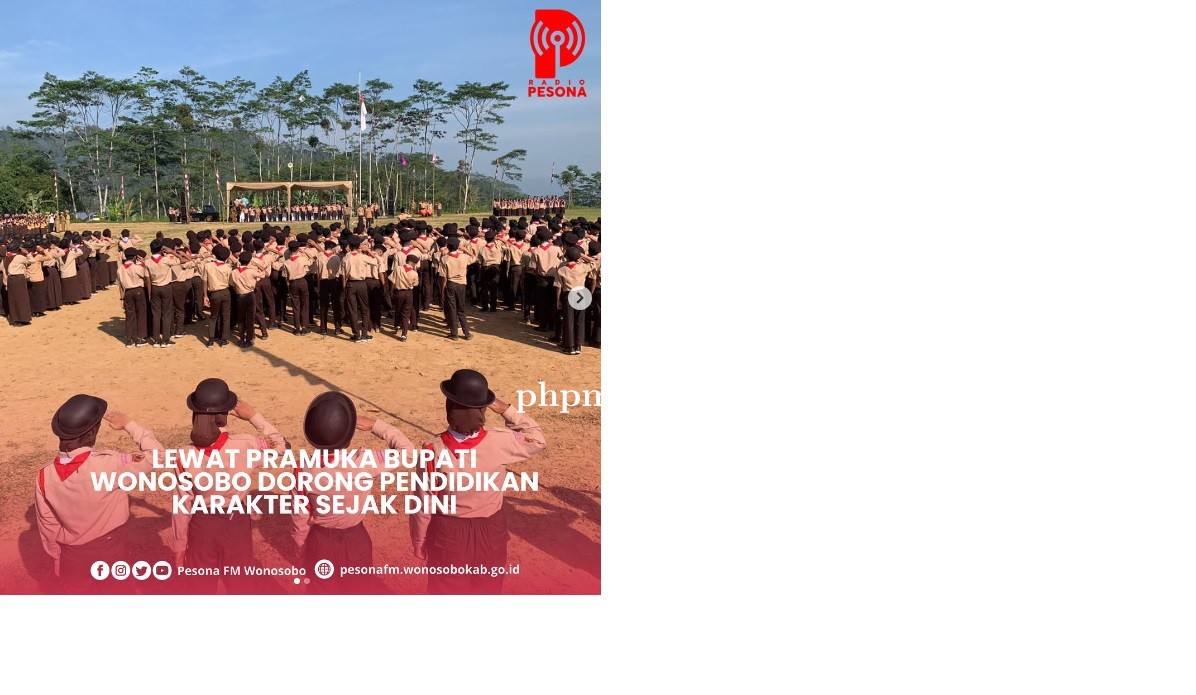 RADIO
PESONA
phpm
LEWAT PRAMUKA BUPATI
WONOSOBO DORONG PENDIDIKAN
KARAKTER SEJAK DINI
Pesona FM Wonosobo
pesonafm.wonosobokab.go.id